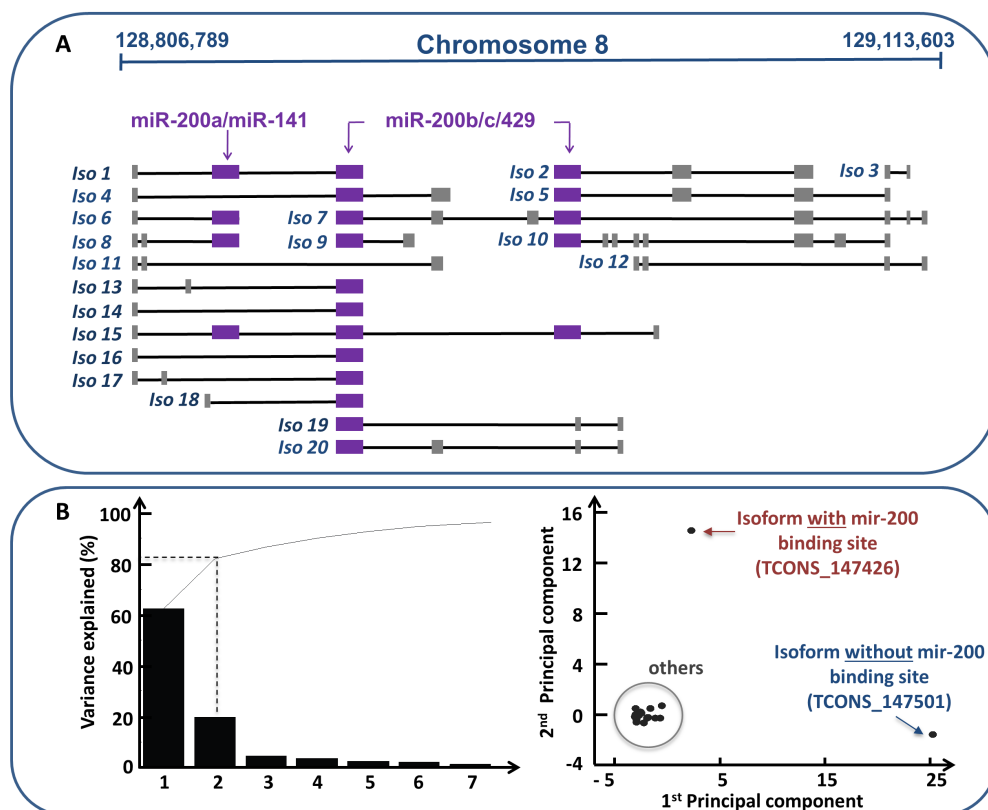 A
128,806,789
Chromosome 8
129,113,603
miR-200a/miR-141
miR-200b/c/429
Iso 1
Iso 2
Iso 3
Iso 4
Iso 5
Iso 6
Iso 7
Iso 8
Iso 9
Iso 10
Iso 11
Iso 12
Iso 13
Iso 14
Iso 15
Iso 16
Iso 17
Iso 18
Iso 19
Iso 20
B
Variance explained (%)
100
80
60
40
20
0
1 2 3 4 5 6 7
2nd Principal component
16
12
8
4
0
-4
-5 5 15 25
1st Principal component
Isoform with mir-200
binding site
(TCONS_147426)
others
Isoform without mir-200
binding site
(TCONS_147501)